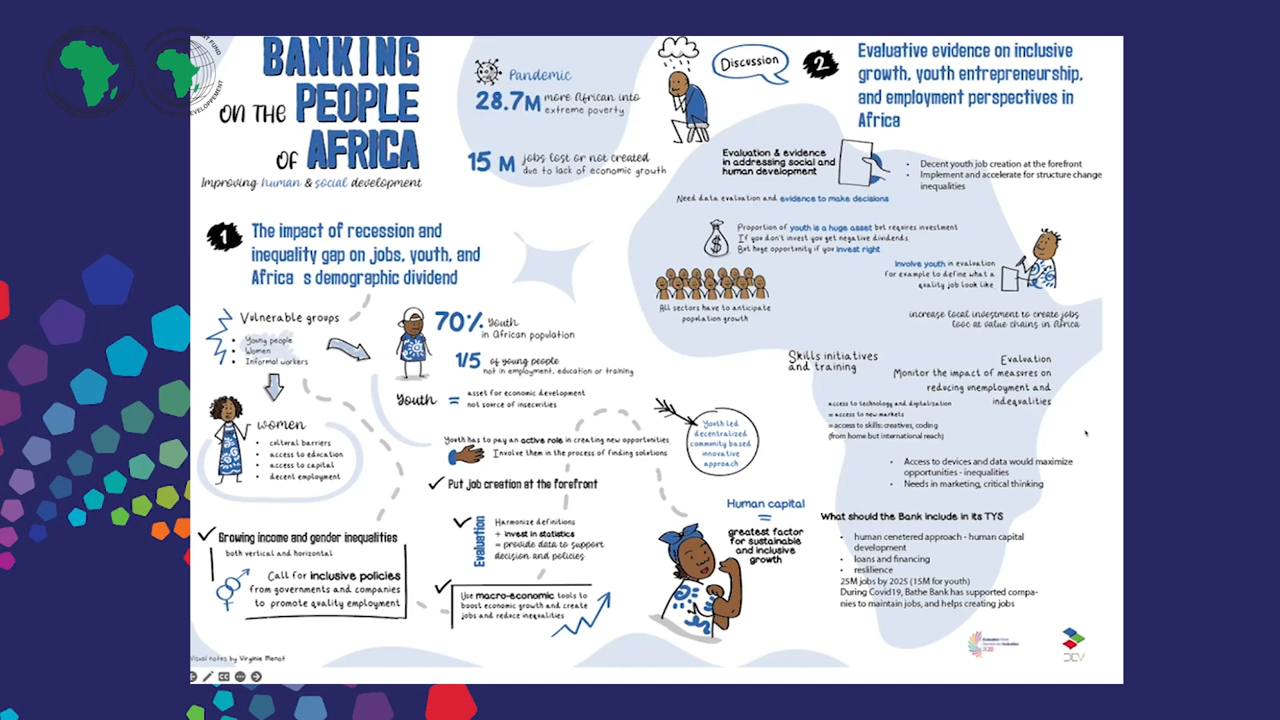 BANKING
ON THE PEOPLE
OF AFRICA
Improving human & social development
Pandemic
28.7M more African into
extreme poverty
15 M jobs lost or not created
due to lack of economic growth
1
The impact of recession and
inequality gap on jobs, youth, and
Africa s demographic dividend
Vulnerable groups
• Young people
• Women
• Informal workers
70% Youth
in African population
1/5 of young people
not in employment, education or training
Youth = asset for economic development
not source of insecurities
women
• cultural barriers
• access to education
• access to capital
• decent employment
Youth has to pay an active role in creating new opportunities
Involve them in the process of finding solutions
Put job creation at the forefront
Youth led
decentralized
community based
innovative
approach
Growing income and gender inequalities
both vertical and horizontal
Call for inclusive policies
from governments and companies
to promote quality employment
Evaluation
Harmonize definitions
+ invest in statistics
= provide data to support
decision and policies
Use macro-economic tools to
boost economic growth and create
jobs and reduce inequalities
Human capital
=
greatest factor
for sustainable
and inclusive
growth
Visual notes by Virginie Menat
Discussion
2
Evaluative evidence on inclusive
growth, youth entrepreneurship,
and employment perspectives in
Africa
Evaluation & evidence
in addressing social and
human development
• Decent youth job creation at the forefront
• Implement and accelerate for structure change
inequalities
Need data evaluation and evidence to make decisions
Proportion of youth is a huge asset but requires investment
If you don't invest you get negative dividends
But huge opportunity if you invest right
All sectors have to anticipate
population growth
Involve youth in evaluation
for example to define what a
quality job look like
increase local investment to create jobs
looc at value chains in Africa
Skills initiatives
and training
Evaluation
Monitor the impact of measures on
reducing unemployment and
indequalities
access to technology and digitalization
= access to new markets
=access to skills: creatives, coding
(from home but international reach)
• Access to devices and data would maximize
opportunities - inequalities
• Needs in marketing, critical thinking
What should the Bank include in its TYS
• human cenetered approach - human capital
development
• loans and financing
• resilience
25M jobs by 2025 (15M for youth)
During Covid19, Bathe Bank has supported compa-
nies to maintain jobs, and helps creating jobs
DEV
CC